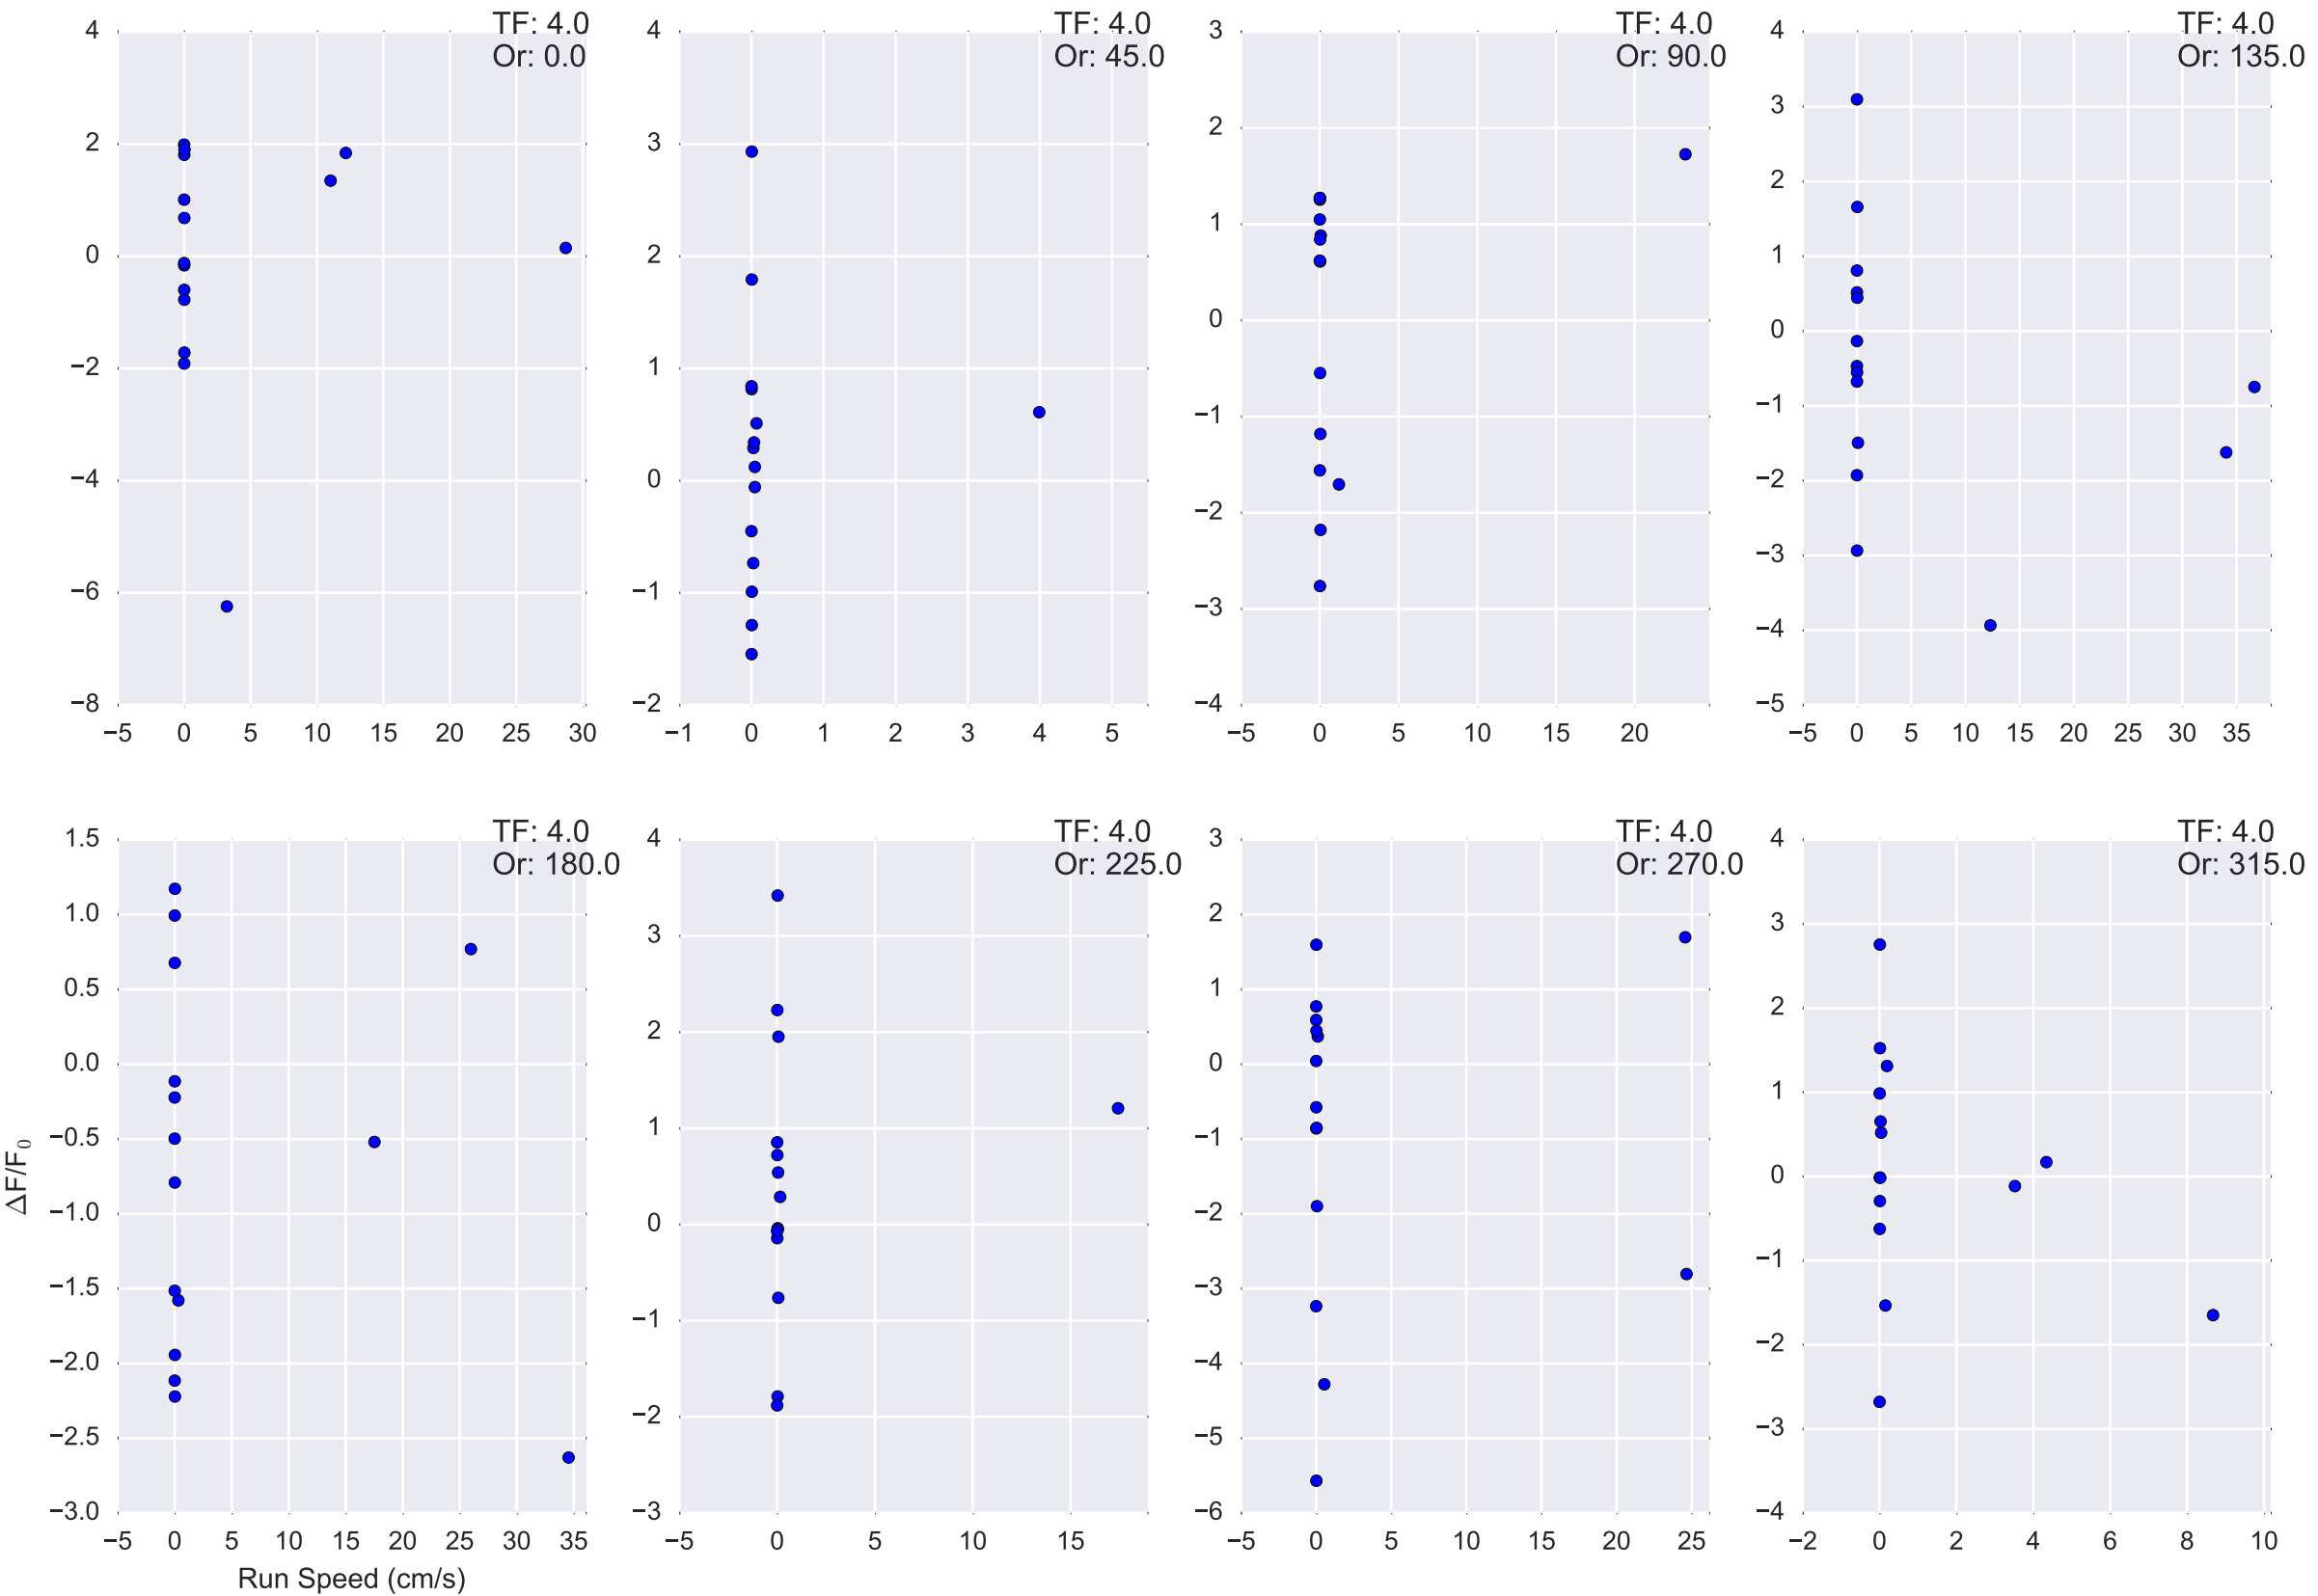 TF: 4.0
Or: 0.0
4
2
0
−2
−4
−6
−8
−5 0 5 10 15 20 25 30
TF: 4.0
Or: 45.0
4
3
2
1
0
−1
−2
−1 0 1 2 3 4 5
TF: 4.0
Or: 90.0
3
2
1
0
−1
−2
−3
−4
−5 0 5 10 15 20
TF: 4.0
Or: 135.0
4
3
2
1
0
−1
−2
−3
−4
−5
−5 0 5 10 15 20 25 30 35
TF: 4.0
Or: 180.0
1.5
1.0
0.5
0.0
−0.5
−1.0
−1.5
−2.0
−2.5
−3.0
−5 0 5 10 15 20 25 30 35
Run Speed (cm/s)
ΔF/F₀
TF: 4.0
Or: 225.0
4
3
2
1
0
−1
−2
−3
−5 0 5 10 15
TF: 4.0
Or: 270.0
3
2
1
0
−1
−2
−3
−4
−5
−6
−5 0 5 10 15 20 25
TF: 4.0
Or: 315.0
4
3
2
1
0
−1
−2
−3
−4
−2 0 2 4 6 8 10